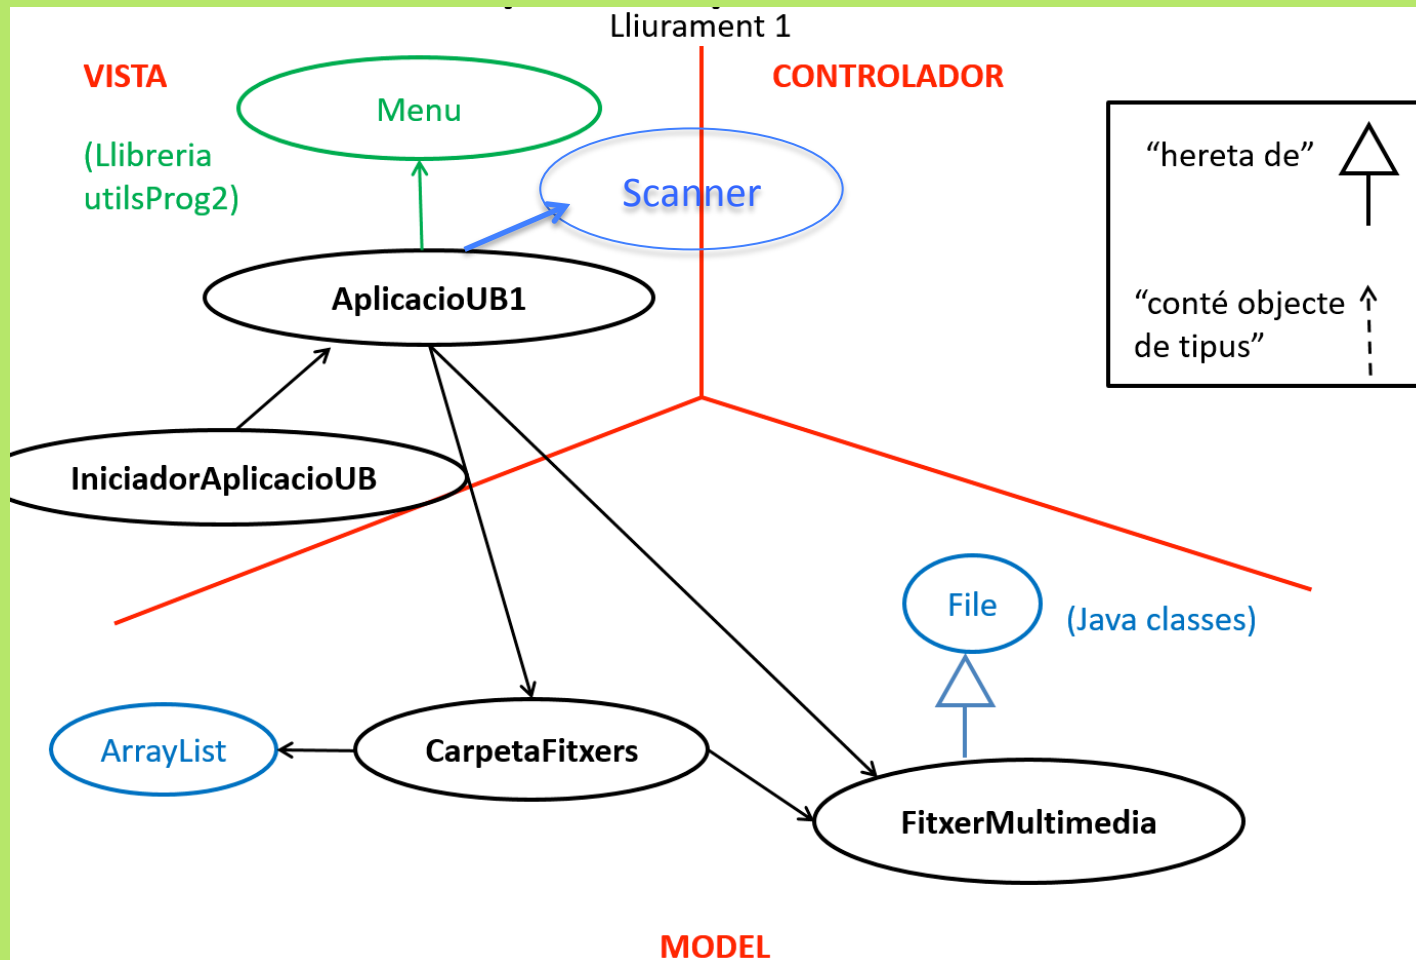 Lliurament 1
VISTA
CONTROLADOR
Menu
(Llibreria
utilsProg2)
Scanner
“hereta de”
AplicacioUB1
“conté objecte
de tipus”
IniciadorAplicacioUB
File
(Java classes)
ArrayList
CarpetaFitxers
FitxerMultimedia
MODEL